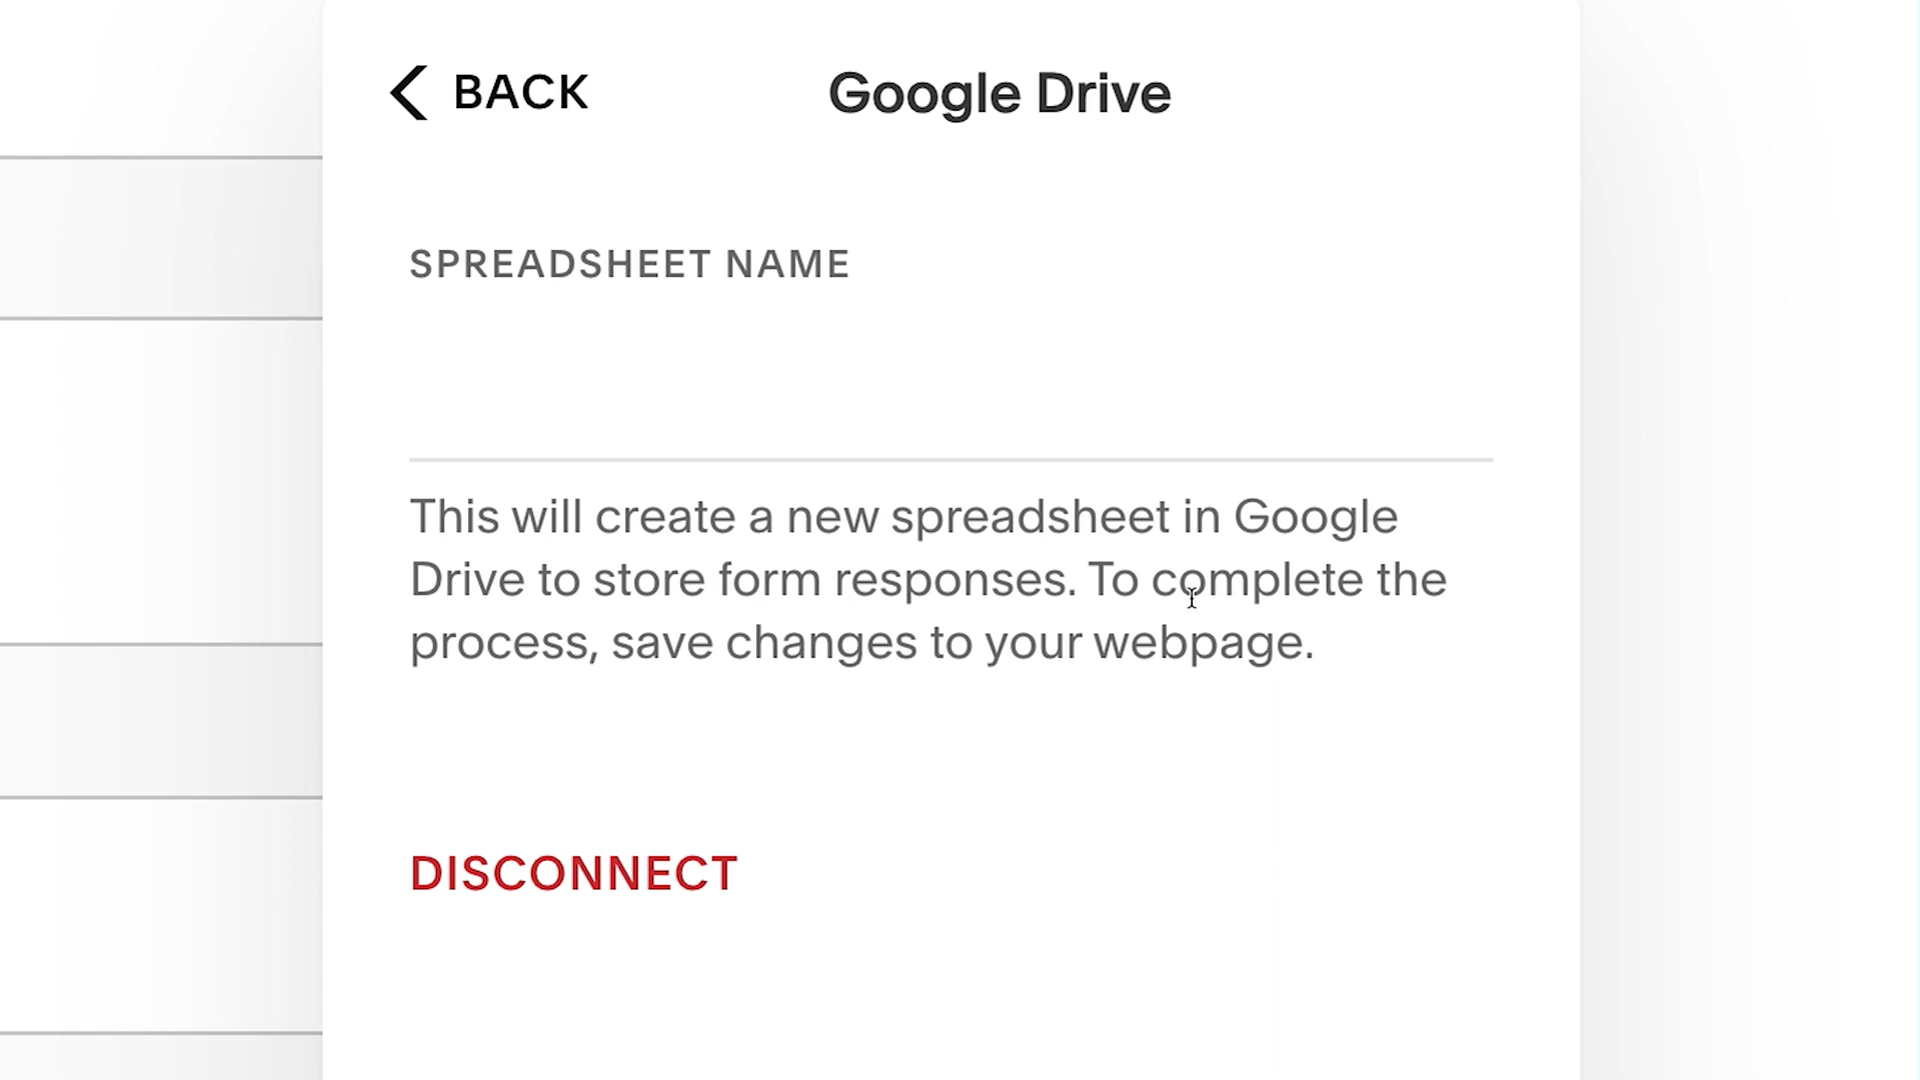 BACK
Google Drive
SPREADSHEET NAME
This will create a new spreadsheet in Google
Drive to store form responses. To complete the
process, save changes to your webpage.
DISCONNECT